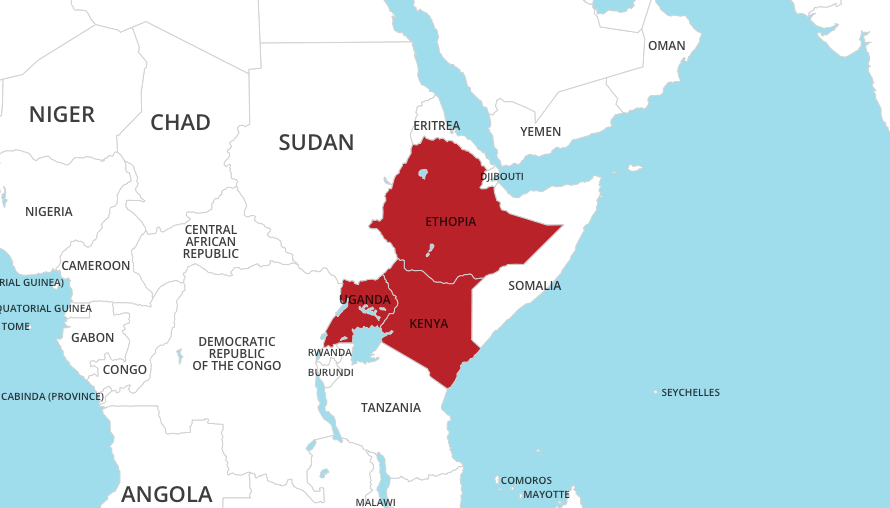 OMAN
NIGER
CHAD
ERITREA
YEMEN
SUDAN
DJIBOUTI
NIGERIA
ETHOPIA
CENTRAL
AFRICAN
REPUBLIC
CAMEROON
RIAL GUINEA)
SOMALIA
UGANDA
QUATORIAL GUINEA
TOME
KENYA
GABON
DEMOCRATIC
REPUBLIC
OF THE CONGO
RWANDA
CONGO
BURUNDI
SEYCHELLES
CABINDA (PROVINCE)
TANZANIA
COMOROS
ANGOLA
MAYOTTE
MALAWI